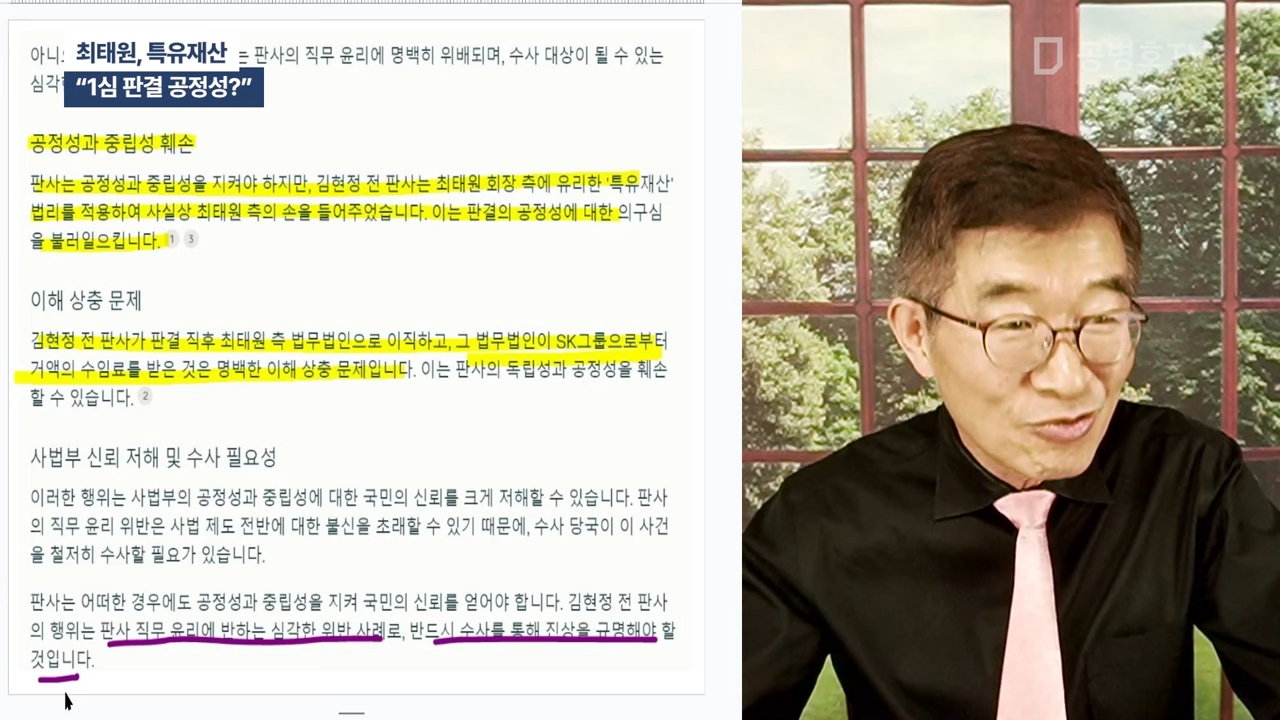 최태원, 특유재산
“1심 판결 공정성?”
공병호TV
아니 는 판사의 직무 윤리에 명백히 위배되며, 수사 대상이 될 수 있는
심각
공정성과 중립성 훼손
판사는 공정성과 중립성을 지켜야 하지만, 김현정 전 판사는 최태원 회장 측에 유리한 '특유재산'
법리를 적용하여 사실상 최태원 측의 손을 들어주었습니다. 이는 판결의 공정성에 대한 의구심
을 불러일으킵니다. 1 3
이해 상충 문제
김현정 전 판사가 판결 직후 최태원 측 법무법인으로 이직하고, 그 법무법인이 SK그룹으로부터
거액의 수임료를 받은 것은 명백한 이해 상충 문제입니다. 이는 판사의 독립성과 공정성을 훼손
할 수 있습니다. 2
사법부 신뢰 저해 및 수사 필요성
이러한 행위는 사법부의 공정성과 중립성에 대한 국민의 신뢰를 크게 저해할 수 있습니다. 판사
의 직무 윤리 위반은 사법 제도 전반에 대한 불신을 초래할 수 있기 때문에, 수사 당국이 이 사건
을 철저히 수사할 필요가 있습니다.
판사는 어떠한 경우에도 공정성과 중립성을 지켜 국민의 신뢰를 얻어야 합니다. 김현정 전 판사
의 행위는 판사 직무 윤리에 반하는 심각한 위반 사례로, 반드시 수사를 통해 진상을 규명해야 할
것입니다.